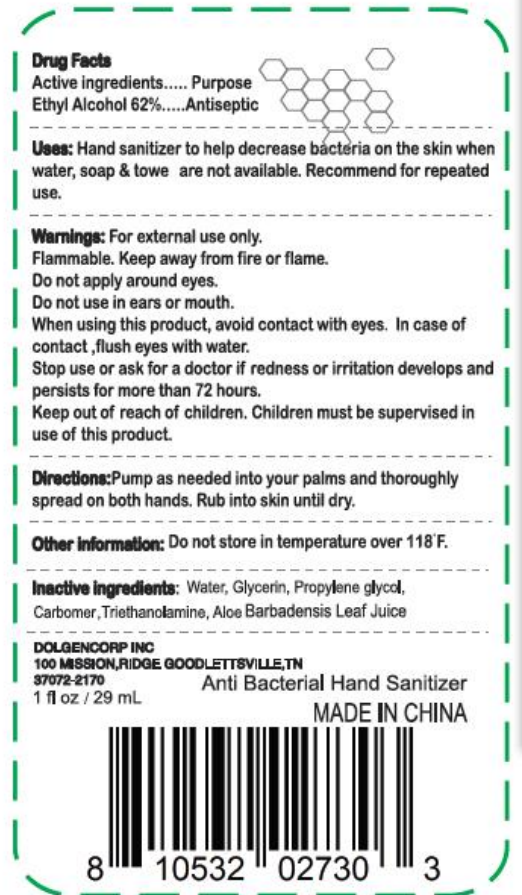 Drug Facts
Active ingredients..... Purpose
Ethyl Alcohol 62%.....Antiseptic
Uses: Hand sanitizer to help decrease bacteria on the skin when
water, soap & towe are not available. Recommend for repeated
use.
Warnings: For external use only.
Flammable. Keep away from fire or flame.
Do not apply around eyes.
Do not use in ears or mouth.
When using this product, avoid contact with eyes. In case of
contact ,flush eyes with water.
Stop use or ask for a doctor if redness or irritation develops and
persists for more than 72 hours.
Keep out of reach of children. Children must be supervised in
use of this product.
Directions:Pump as needed into your palms and thoroughly
spread on both hands. Rub into skin until dry.
Other information: Do not store in temperature over 118°F.
Inactive ingredients: Water, Glycerin, Propylene glycol,
Carbomer,Triethanolamine, Aloe Barbadensis Leaf Juice
DOLGENCORP INC
100 MISSION,RIDGE GOODLETTSVILLE,TN
37072-2170
1 fl oz / 29 mL
Anti Bacterial Hand Sanitizer
MADE IN CHINA
8 10532 02730 3